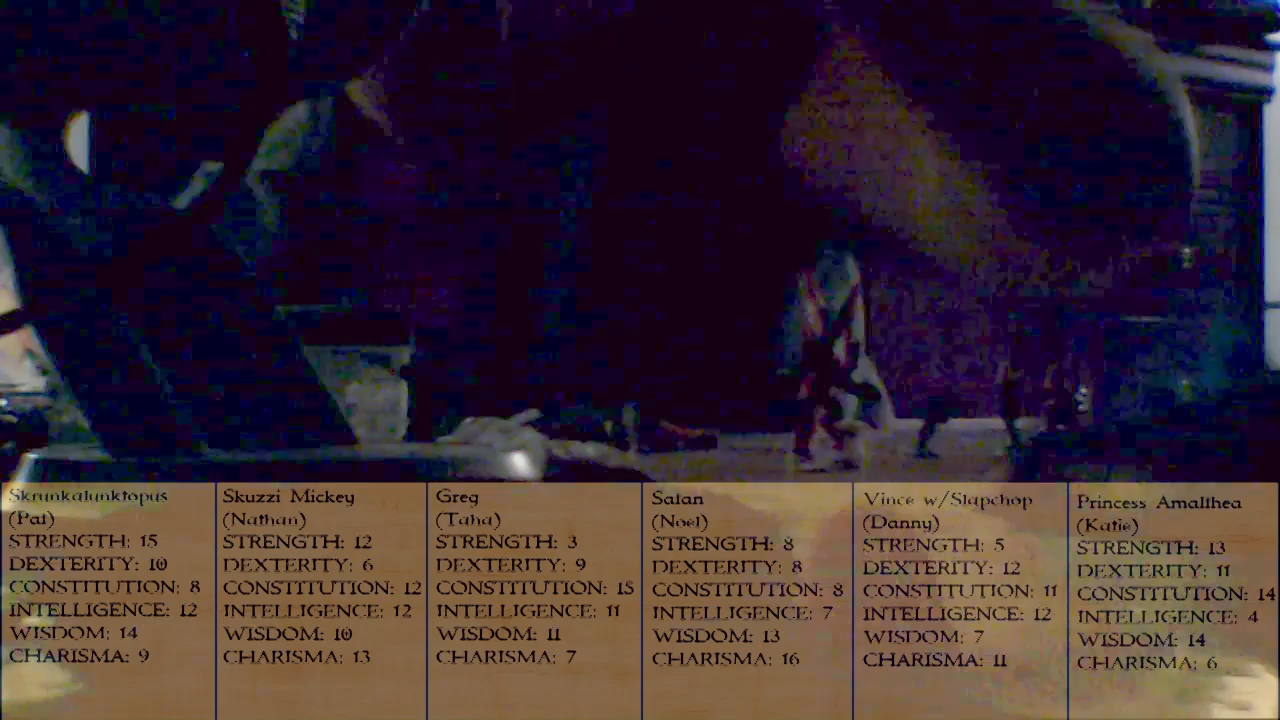 Skrunkalunktopus
(Pat)
STRENGTH: 15
DEXTERITY: 10
CONSTITUTION: 8
INTELLIGENCE: 12
WISDOM: 14
CHARISMA: 9
Skuzzi Mickey
(Nathan)
STRENGTH: 12
DEXTERITY: 6
CONSTITUTION: 12
INTELLIGENCE: 12
WISDOM: 10
CHARISMA: 13
Greg
(Taha)
STRENGTH: 3
DEXTERITY: 9
CONSTITUTION: 15
INTELLIGENCE: 11
WISDOM: 11
CHARISMA: 7
Satan
(Noel)
STRENGTH: 8
DEXTERITY: 8
CONSTITUTION: 8
INTELLIGENCE: 7
WISDOM: 13
CHARISMA: 16
Vince w/Slapchop
(Danny)
STRENGTH: 5
DEXTERITY: 12
CONSTITUTION: 11
INTELLIGENCE: 12
WISDOM: 7
CHARISMA: 11
Princess Amalthea
(Katie)
STRENGTH: 13
DEXTERITY: 11
CONSTITUTION: 14
INTELLIGENCE: 4
WISDOM: 14
CHARISMA: 6